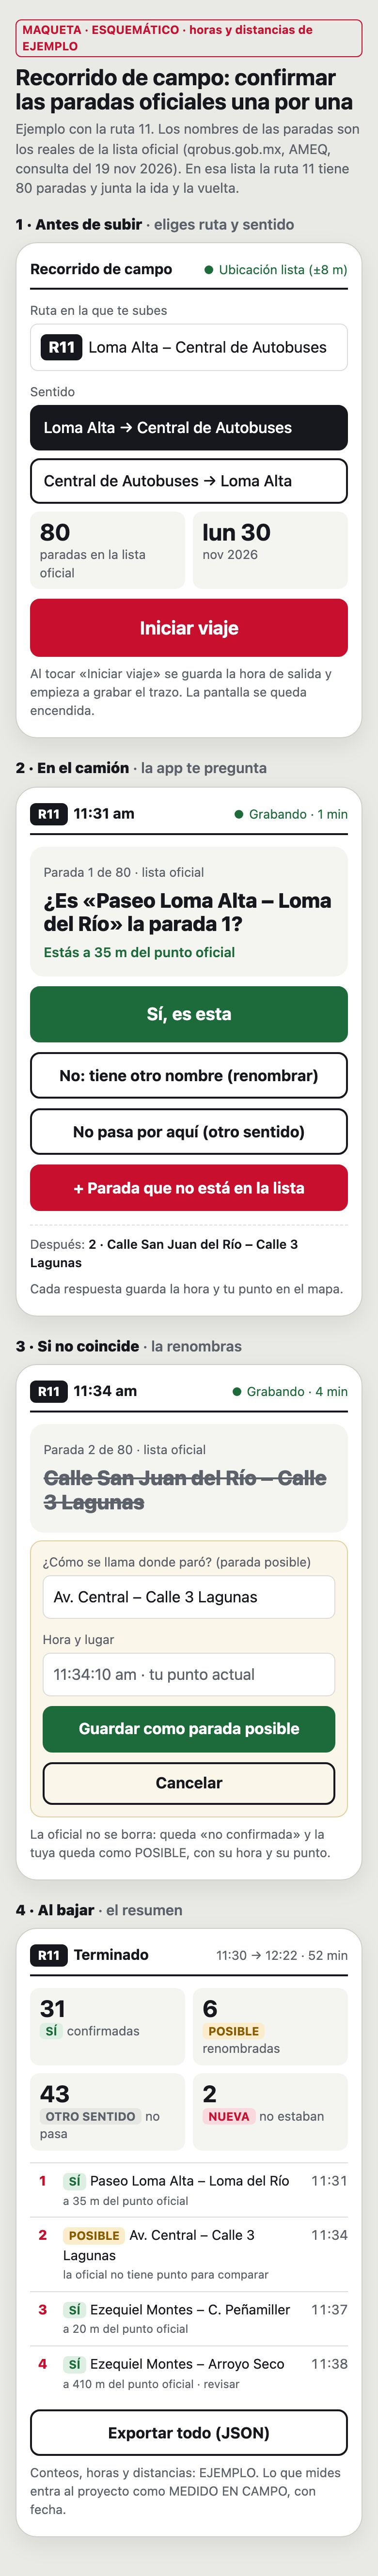 MAQUETA · ESQUEMÁTICO · horas y distancias de
EJEMPLO
Recorrido de campo: confirmar
las paradas oficiales una por una
Ejemplo con la ruta 11. Los nombres de las paradas son
los reales de la lista oficial (qrobus.gob.mx, AMEQ,
consulta del 19 nov 2026). En esa lista la ruta 11 tiene
80 paradas y junta la ida y la vuelta.
1 · Antes de subir · eliges ruta y sentido
Recorrido de campo
● Ubicación lista (±8 m)
Ruta en la que te subes
R11 Loma Alta – Central de Autobuses
Sentido
Loma Alta → Central de Autobuses
Central de Autobuses → Loma Alta
80
paradas en la lista
oficial
lun 30
nov 2026
Iniciar viaje
Al tocar «Iniciar viaje» se guarda la hora de salida y
empieza a grabar el trazo. La pantalla se queda
encendida.
2 · En el camión · la app te pregunta
R11 11:31 am
● Grabando · 1 min
Parada 1 de 80 · lista oficial
¿Es «Paseo Loma Alta – Loma
del Río» la parada 1?
Estás a 35 m del punto oficial
Sí, es esta
No: tiene otro nombre (renombrar)
No pasa por aquí (otro sentido)
+ Parada que no está en la lista
Después: 2 · Calle San Juan del Río – Calle 3
Lagunas
Cada respuesta guarda la hora y tu punto en el mapa.
3 · Si no coincide · la renombras
R11 11:34 am
● Grabando · 4 min
Parada 2 de 80 · lista oficial
Calle San Juan del Río – Calle
3 Lagunas
¿Cómo se llama donde paró? (parada posible)
Av. Central – Calle 3 Lagunas
Hora y lugar
11:34:10 am · tu punto actual
Guardar como parada posible
Cancelar
La oficial no se borra: queda «no confirmada» y la
tuya queda como POSIBLE, con su hora y su punto.
4 · Al bajar · el resumen
R11 Terminado
11:30 → 12:22 · 52 min
31
SÍ confirmadas
6
POSIBLE
renombradas
43
OTRO SENTIDO no
pasa
2
NUEVA no estaban
1 SÍ Paseo Loma Alta – Loma del Río 11:31
a 35 m del punto oficial
2 POSIBLE Av. Central – Calle 3 11:34
Lagunas
la oficial no tiene punto para comparar
3 SÍ Ezequiel Montes – C. Peñamiller 11:37
a 20 m del punto oficial
4 SÍ Ezequiel Montes – Arroyo Seco 11:38
a 410 m del punto oficial · revisar
Exportar todo (JSON)
Conteos, horas y distancias: EJEMPLO. Lo que mides
entra al proyecto como MEDIDO EN CAMPO, con
fecha.